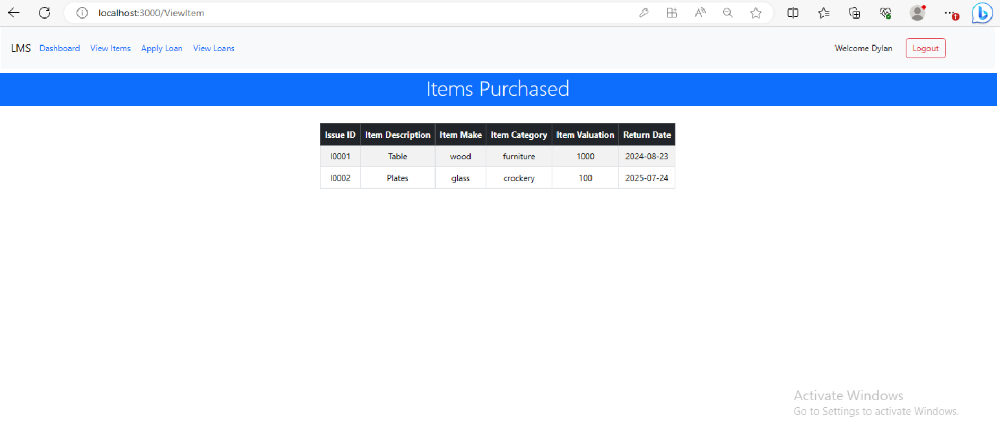 localhost:3000/ViewItem
LMS Dashboard View Items Apply Loan View Loans Welcome Dylan Logout
Items Purchased
Issue ID Item Description Item Make Item Category Item Valuation Return Date
I0001 Table wood furniture 1000 2024-08-23
I0002 Plates glass crockery 100 2025-07-24
Activate Windows
Go to Settings to activate Windows.